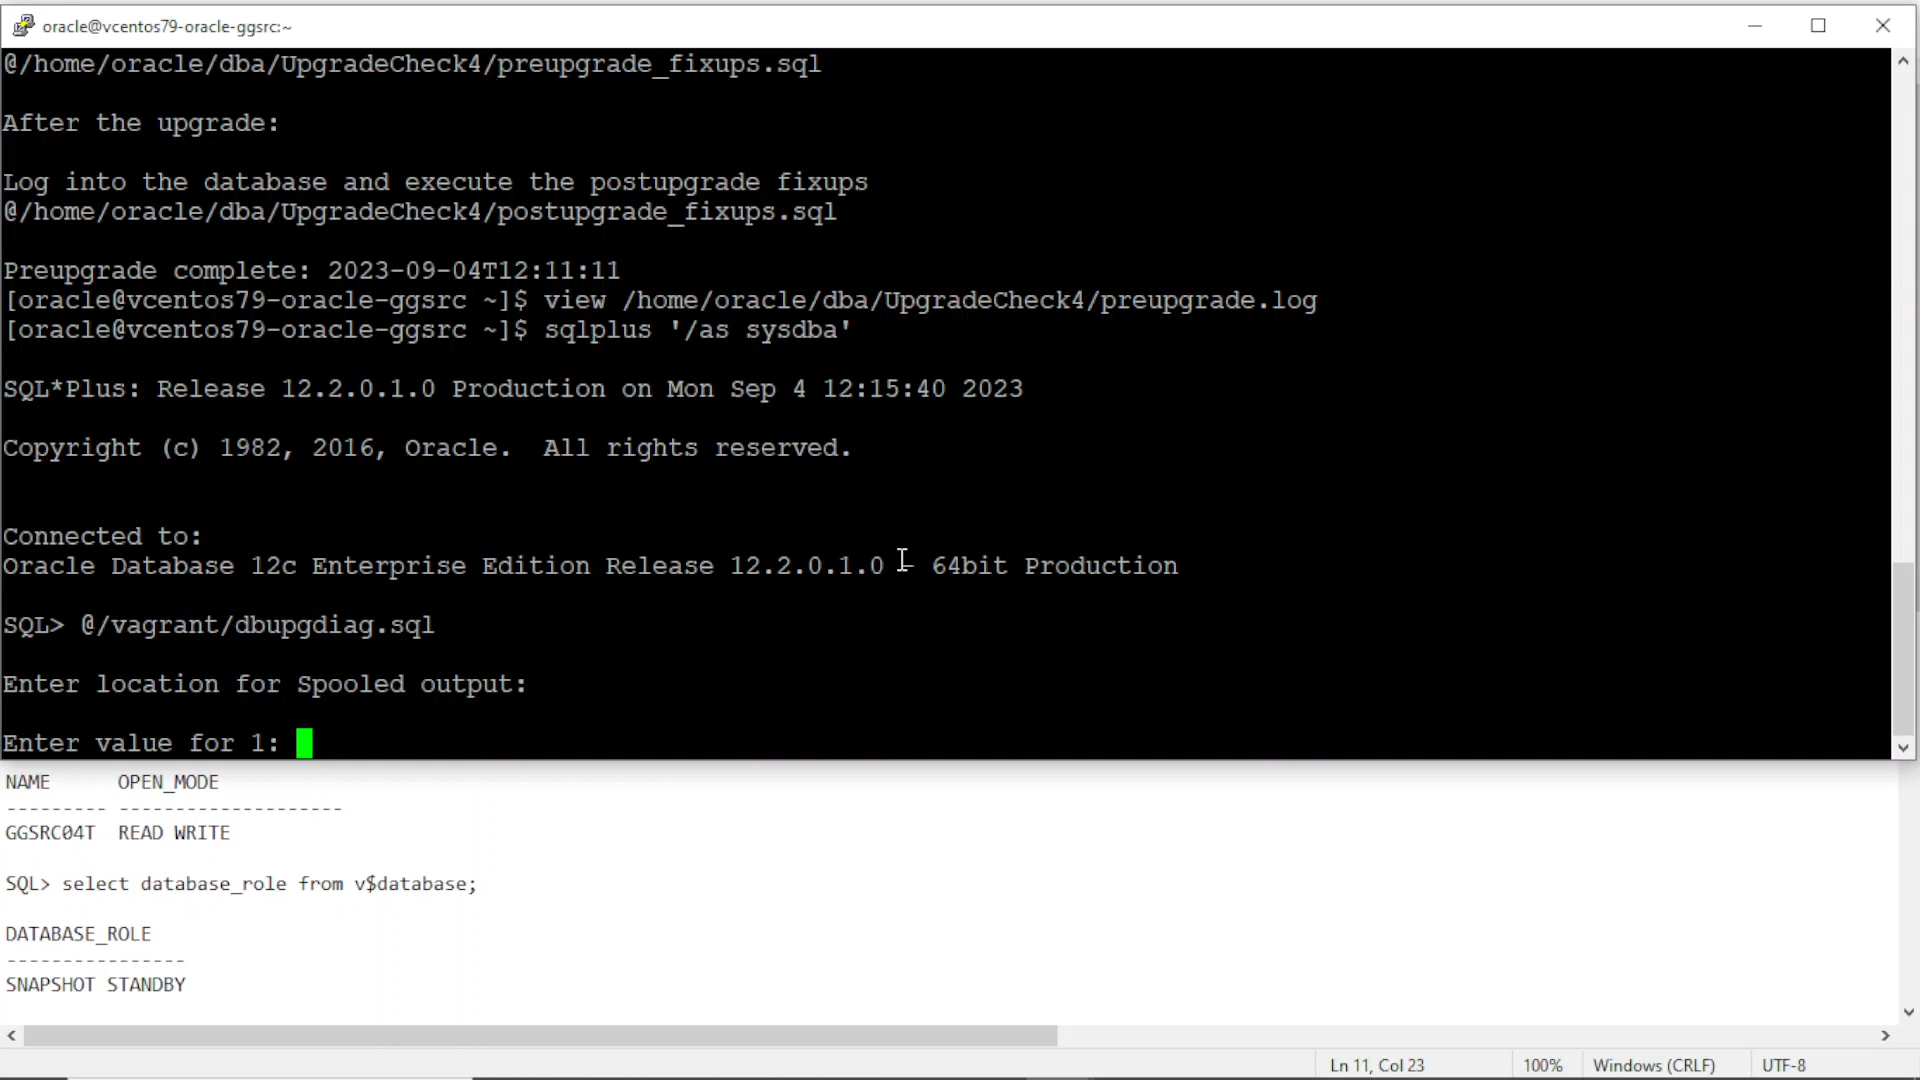 oracle@vcentos79-oracle-ggsrc:~
@/home/oracle/dba/UpgradeCheck4/preupgrade_fixups.sql
After the upgrade:
Log into the database and execute the postupgrade fixups
@/home/oracle/dba/UpgradeCheck4/postupgrade_fixups.sql
Preupgrade complete: 2023-09-04T12:11:11
[oracle@vcentos79-oracle-ggsrc ~]$ view /home/oracle/dba/UpgradeCheck4/preupgrade.log
[oracle@vcentos79-oracle-ggsrc ~]$ sqlplus '/as sysdba'
SQL*Plus: Release 12.2.0.1.0 Production on Mon Sep 4 12:15:40 2023
Copyright (c) 1982, 2016, Oracle.  All rights reserved.
Connected to:
Oracle Database 12c Enterprise Edition Release 12.2.0.1.0 - 64bit Production
SQL> @/vagrant/dbupgdiag.sql
Enter location for Spooled output:
Enter value for 1:
NAME      OPEN_MODE
--------- --------------------
GGSRC04T  READ WRITE
SQL> select database_role from v$database;
DATABASE_ROLE
----------------
SNAPSHOT STANDBY
Ln 11, Col 23 100% Windows (CRLF) UTF-8